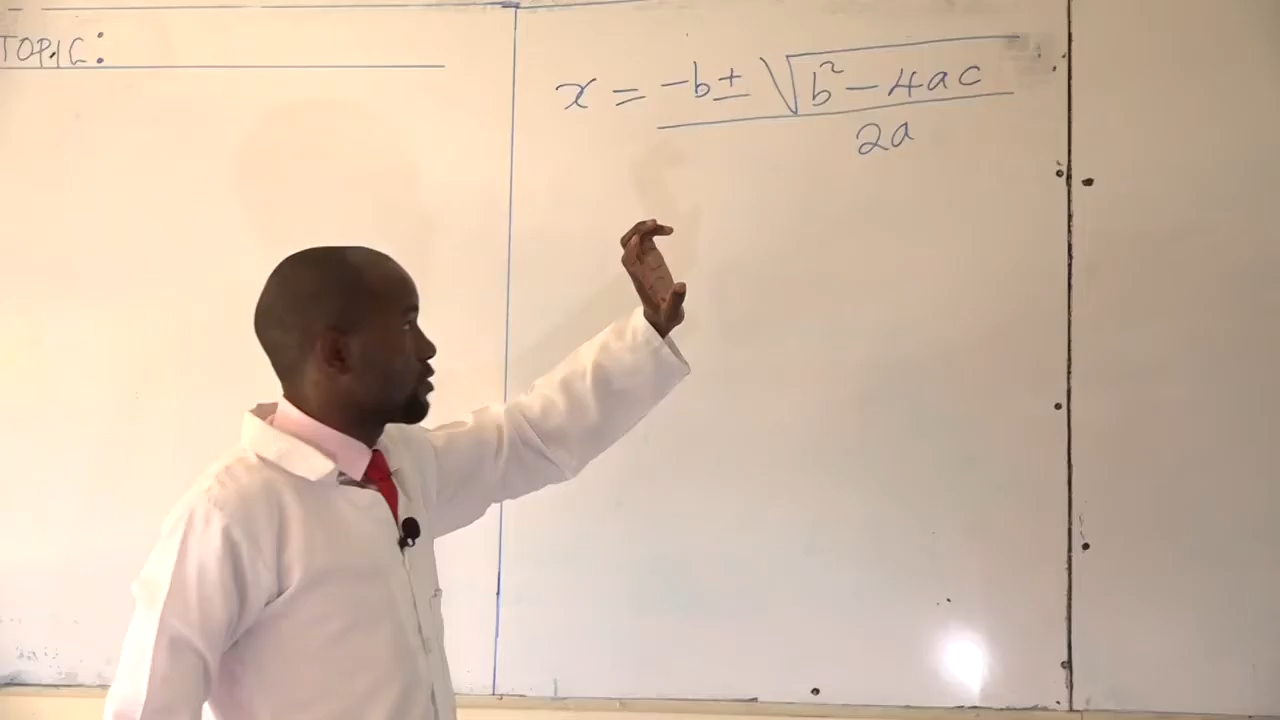 TOPIC:
x = -b ± √b² - 4ac
2a